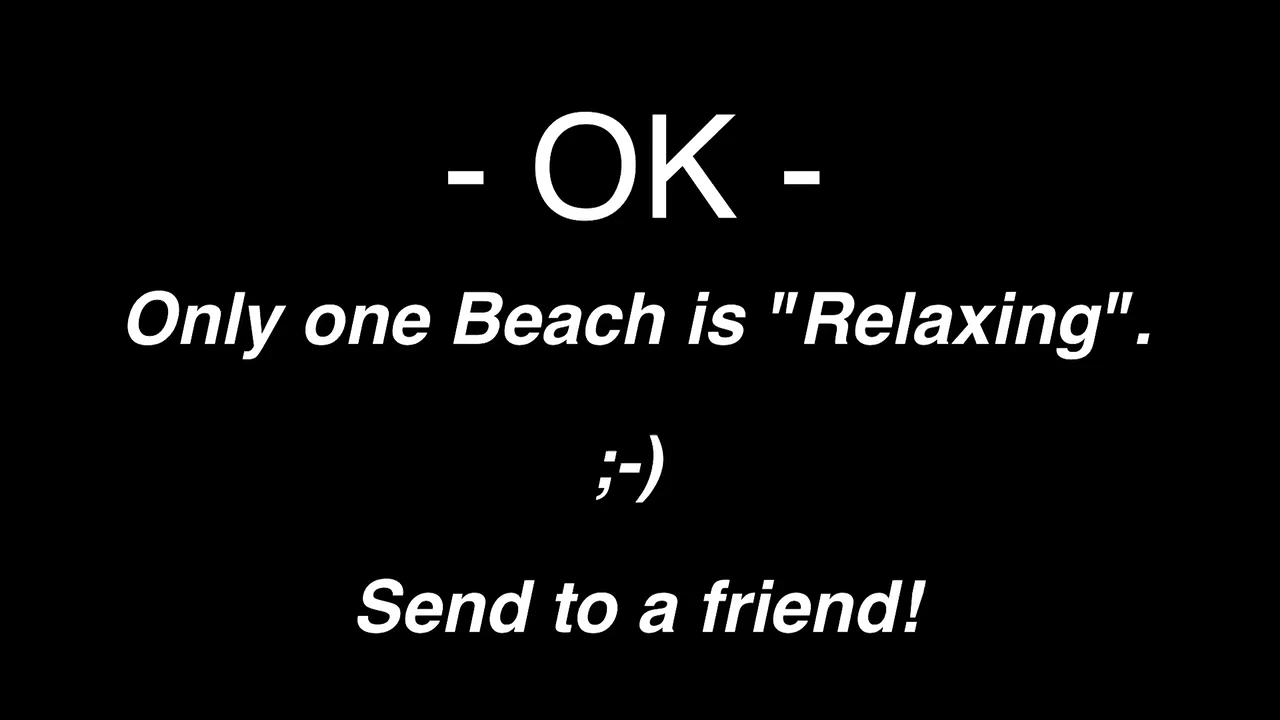 - OK -
Only one Beach is "Relaxing".
;-)
Send to a friend!